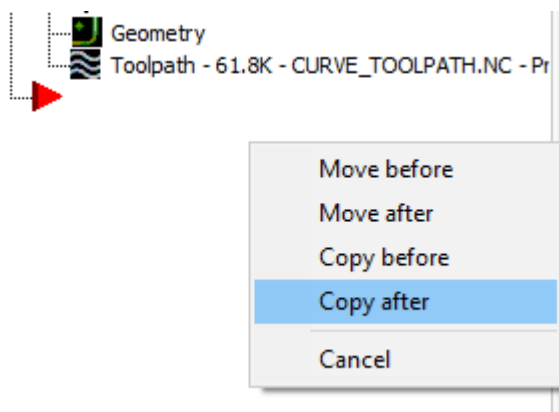 Geometry
Toolpath - 61.8K - CURVE_TOOLPATH.NC - Pr
Move before
Move after
Copy before
Copy after
Cancel